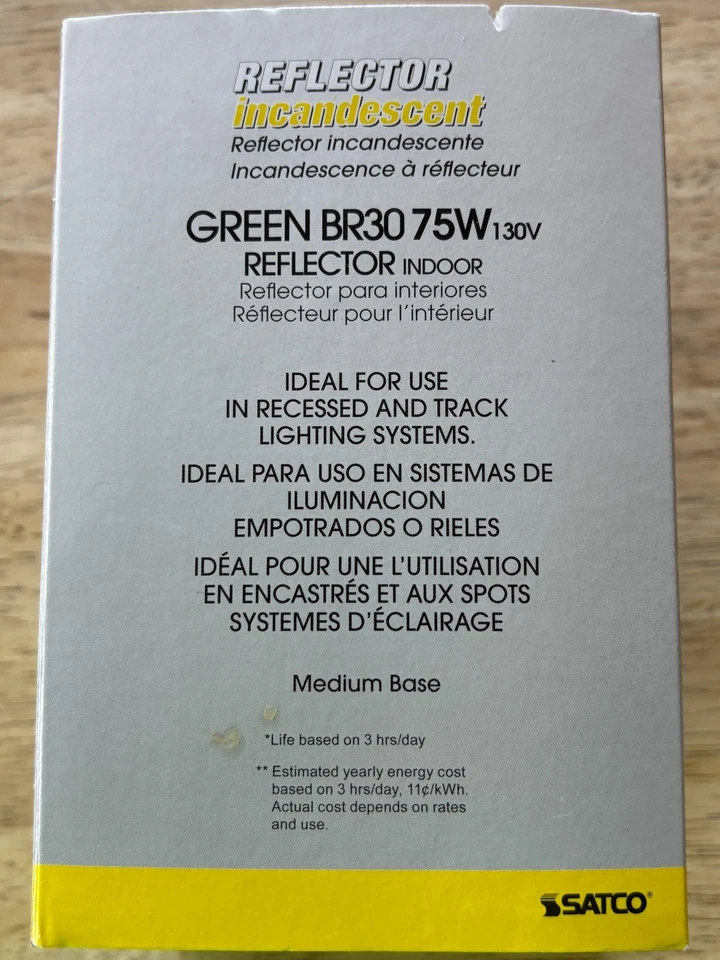 REFLECTOR
incandescent
Reflector incandescente
Incandescence à réflecteur
GREEN BR30 75W 130V
REFLECTOR INDOOR
Reflector para interiores
Réflecteur pour l'intérieur
IDEAL FOR USE
IN RECESSED AND TRACK
LIGHTING SYSTEMS.
IDEAL PARA USO EN SISTEMAS DE
ILUMINACION
EMPOTRADOS O RIELES
IDÉAL POUR UNE L'UTILISATION
EN ENCASTRÉS ET AUX SPOTS
SYSTEMES D'ÉCLAIRAGE
Medium Base
*Life based on 3 hrs/day
** Estimated yearly energy cost
based on 3 hrs/day, 11¢/kWh.
Actual cost depends on rates
and use.
SATCO®